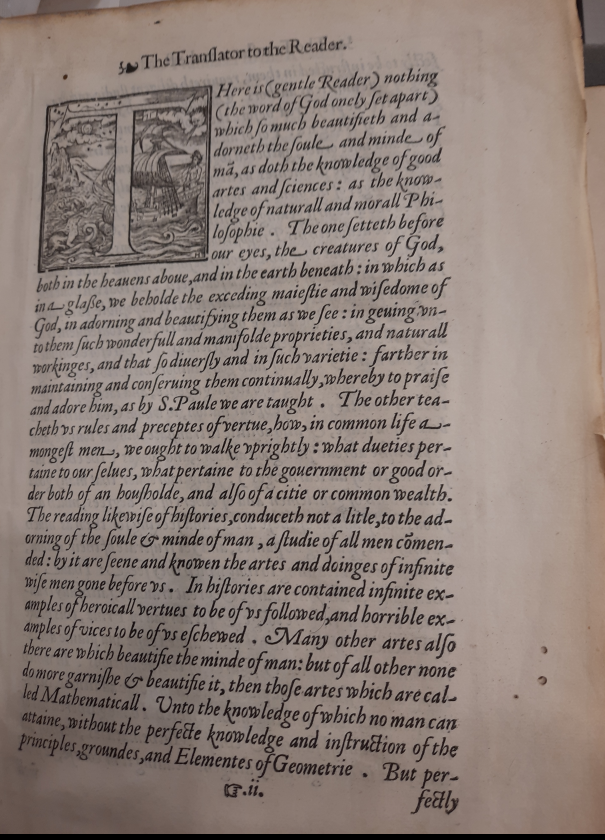 ❧ The Tranſlator to the Reader.
THere is (gentle Reader) nothing
(the word of God onely ſet apart)
which ſo much beautifieth and a-
dorneth the ſoule and minde of
mã, as doth the knowledge of good
artes and ſciences: as the know-
ledge of naturall and morall Phi-
loſophie. The one ſetteth before
our eyes, the creatures of God,
both in the heauens aboue, and in the earth beneath: in which as
in a glaſſe, we beholde the exceding maieſtie and wiſedome of
God, in adorning and beautifying them as we ſee: in geuing vn-
to them ſuch wonderfull and manifolde proprieties, and naturall
workinges, and that ſo diuerſly and in ſuch varietie: farther in
maintaining and conſeruing them continually, whereby to praiſe
and adore him, as by S. Paule we are taught. The other tea-
cheth vs rules and preceptes of vertue, how, in common life a-
mongeſt men, we ought to walke vprightly: what dueties per-
taine to our ſelues, what pertaine to the gouernment or good or-
der both of an houſholde, and alſo of a citie or common wealth.
The reading likewiſe of hiſtories, conduceth not a litle, to the ad-
orning of the ſoule & minde of man, a ſtudie of all men cõmen-
ded: by it are ſeene and knowen the artes and doinges of infinite
wiſe men gone before vs. In hiſtories are contained infinite ex-
amples of heroicall vertues to be of vs followed, and horrible ex-
amples of vices to be of vs eſchewed. Many other artes alſo
there are which beautifie the minde of man: but of all other none
do more garniſhe & beautifie it, then thoſe artes which are cal-
led Mathematicall. Unto the knowledge of which no man can
attaine, without the perfecte knowledge and inſtruction of the
principles, groundes, and Elementes of Geometrie. But per-
☞.ii.
fectly